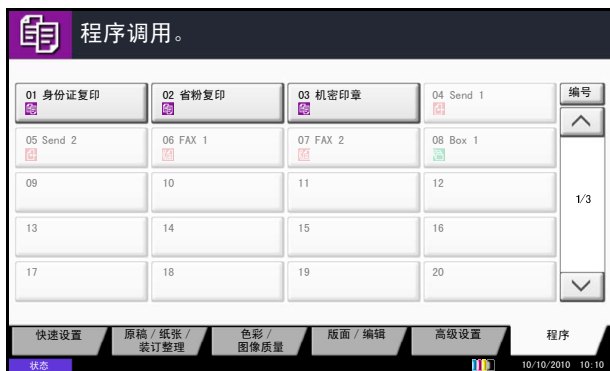 程序调用。
01 身份证复印
02 省粉复印
03 机密印章
04 Send 1
编号
05 Send 2
06 FAX 1
07 FAX 2
08 Box 1
09
10
11
12
1/3
13
14
15
16
17
18
19
20
快速设置
原稿 / 纸张 /
装订整理
色彩 /
图像质量
版面 / 编辑
高级设置
程序
状态
10/10/2010 10:10